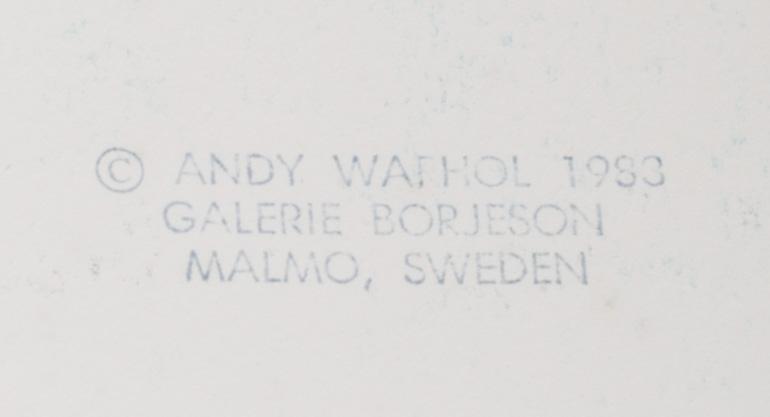 © ANDY WARHOL 1983
GALERIE BORJESON
MALMO, SWEDEN